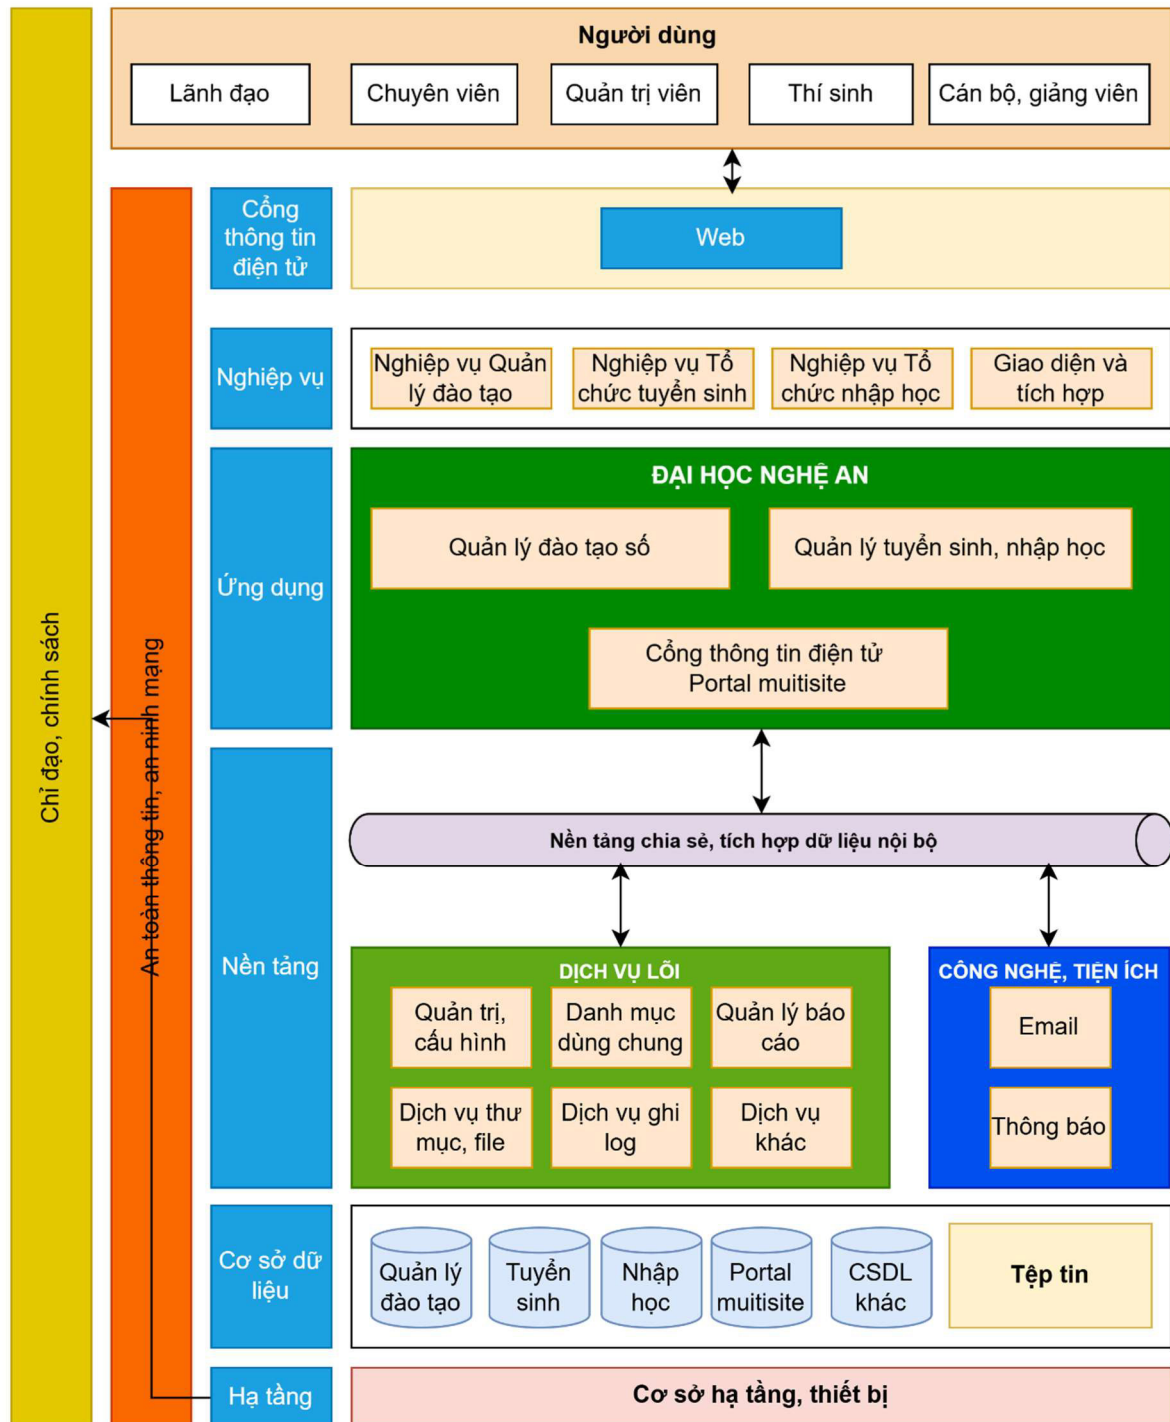 Người dùng
Lãnh đạo
Chuyên viên
Quản trị viên
Thí sinh
Cán bộ, giảng viên
Chỉ đạo, chính sách
An toàn thông tin, an ninh mạng
Cổng
thông tin
điện tử
Web
Nghiệp vụ
Nghiệp vụ Quản
lý đào tạo
Nghiệp vụ Tổ
chức tuyển sinh
Nghiệp vụ Tổ
chức nhập học
Giao diện và
tích hợp
Ứng dụng
ĐẠI HỌC NGHỆ AN
Quản lý đào tạo số
Quản lý tuyển sinh, nhập học
Cổng thông tin điện tử
Portal muitisite
Nền tảng
Nền tảng chia sẻ, tích hợp dữ liệu nội bộ
DỊCH VỤ LÕI
Quản trị,
cấu hình
Danh mục
dùng chung
Quản lý báo
cáo
Dịch vụ thư
mục, file
Dịch vụ ghi
log
Dịch vụ
khác
CÔNG NGHỆ, TIỆN ÍCH
Email
Thông báo
Cơ sở dữ
liệu
Quản lý
đào tạo
Tuyển
sinh
Nhập
học
Portal
muitisite
CSDL
khác
Tệp tin
Hạ tầng
Cơ sở hạ tầng, thiết bị